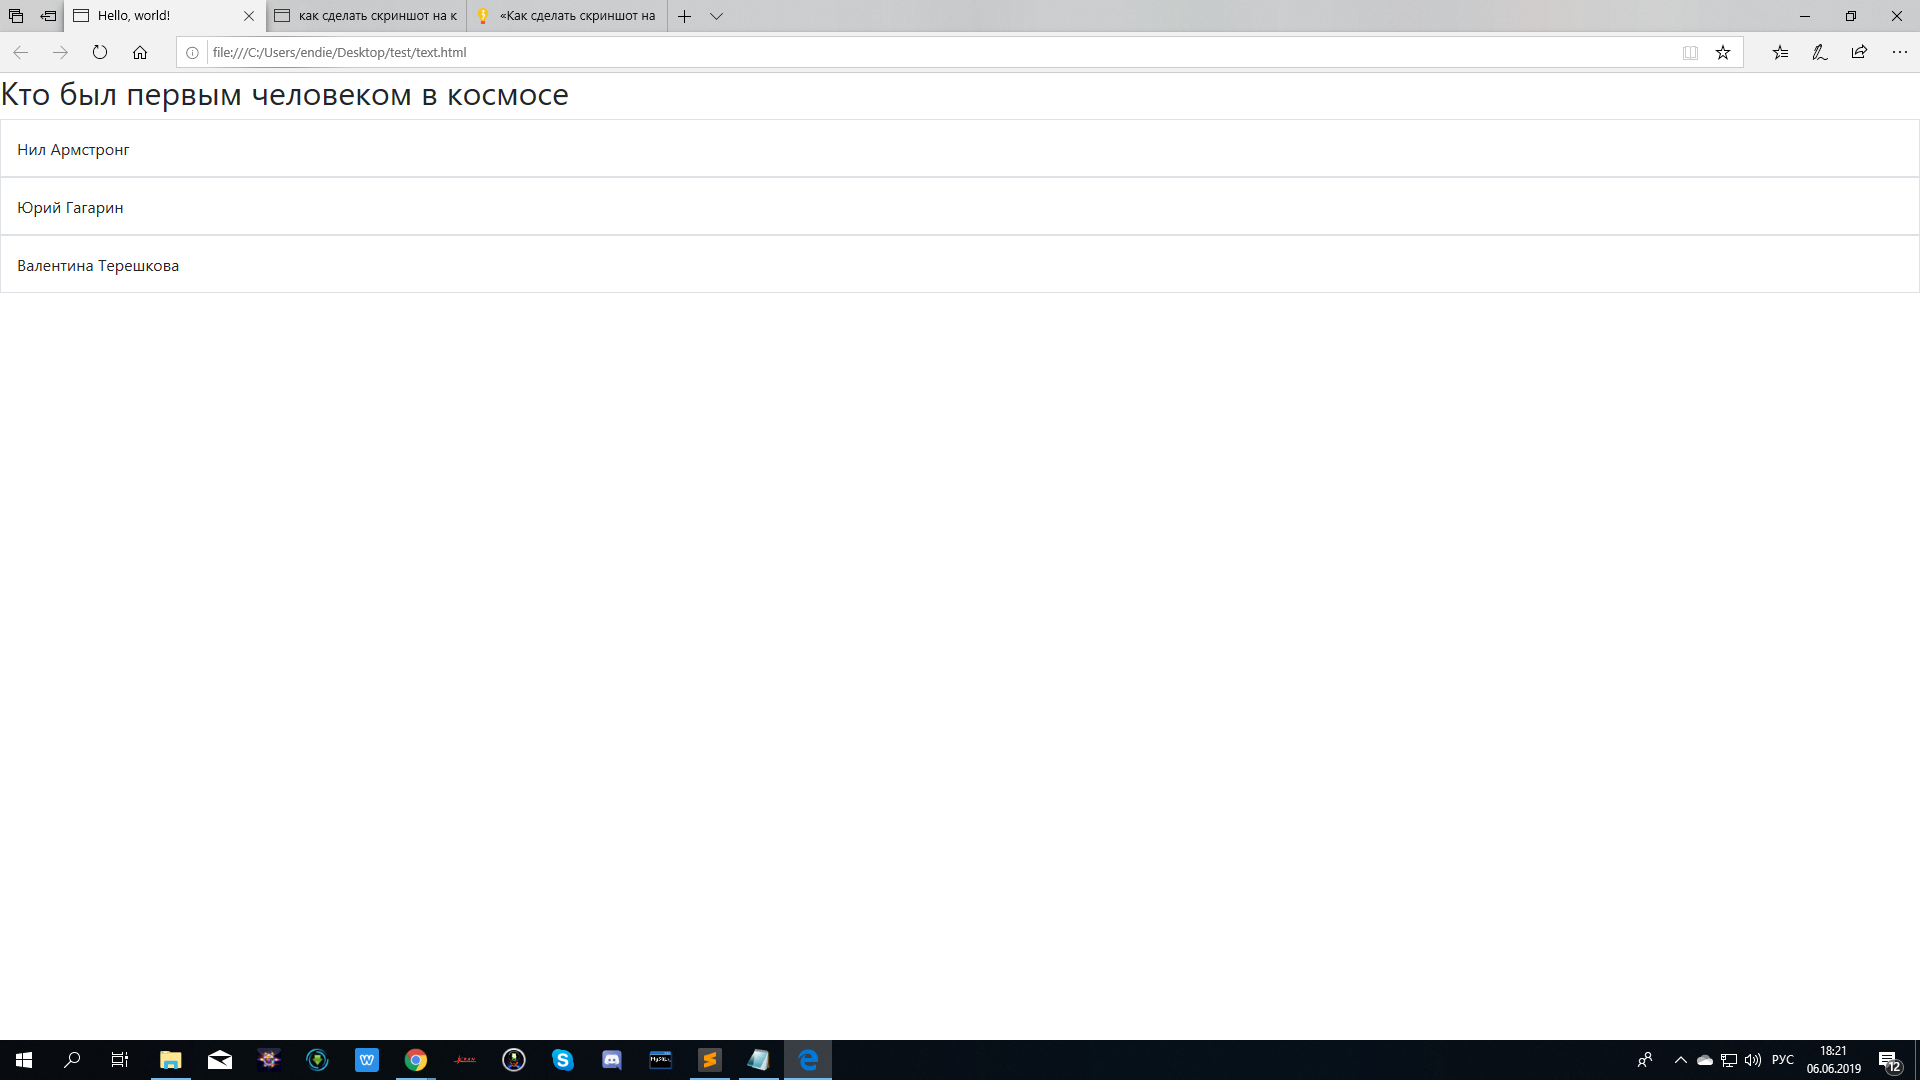 Hello, world!
как сделать скриншот на к
«Как сделать скриншот на
file:///C:/Users/endie/Desktop/test/text.html
Кто был первым человеком в космосе
Нил Армстронг
Юрий Гагарин
Валентина Терешкова
MySQL
РУС
18:21
06.06.2019
12